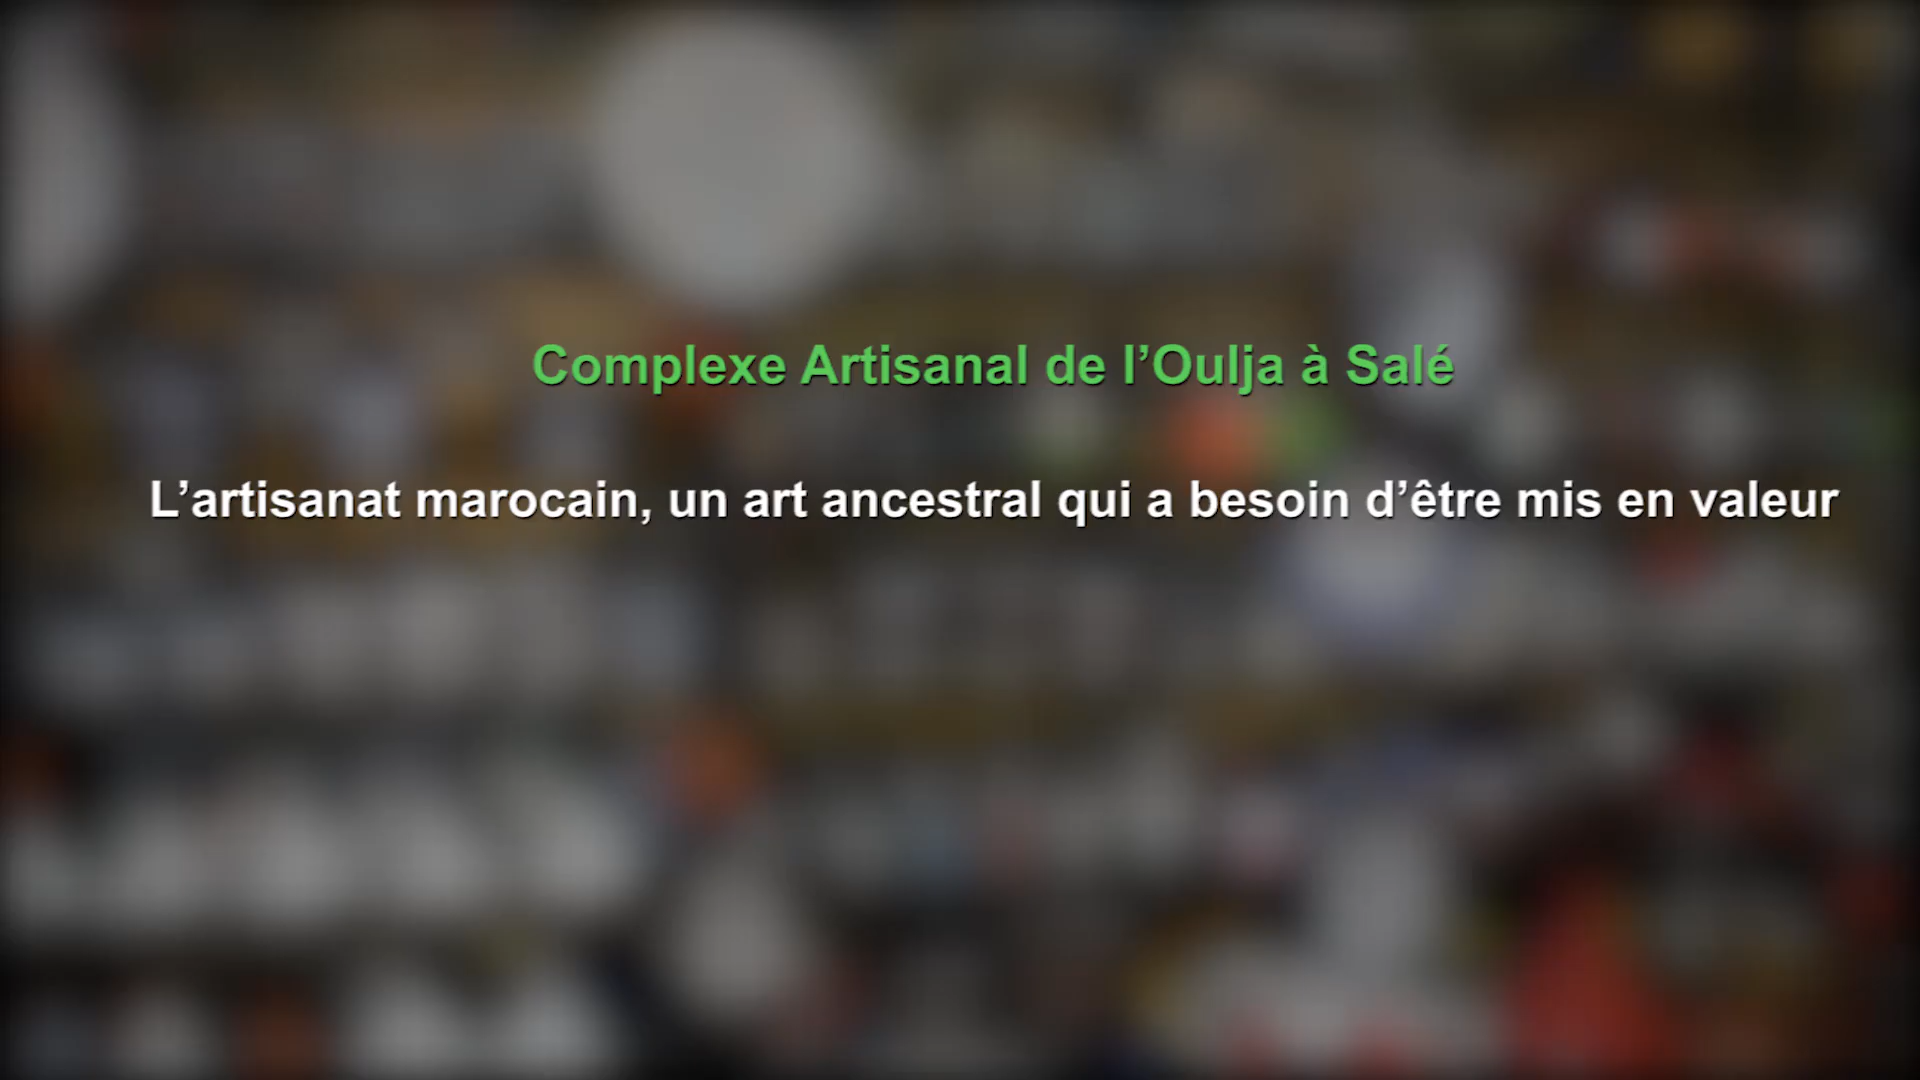 Complexe Artisanal de l’Oulja à Salé
L’artisanat marocain, un art ancestral qui a besoin d’être mis en valeur